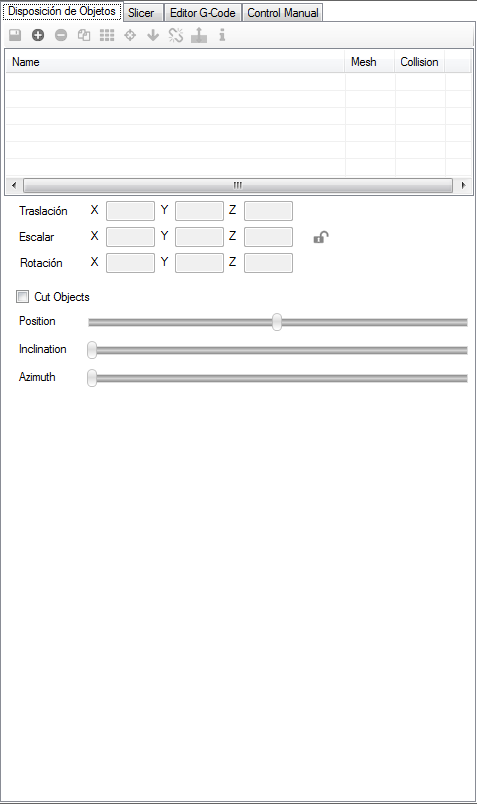 Disposición de Objetos Slicer Editor G-Code Control Manual
Name Mesh Collision
Traslación X Y Z
Escalar X Y Z
Rotación X Y Z
Cut Objects
Position
Inclination
Azimuth